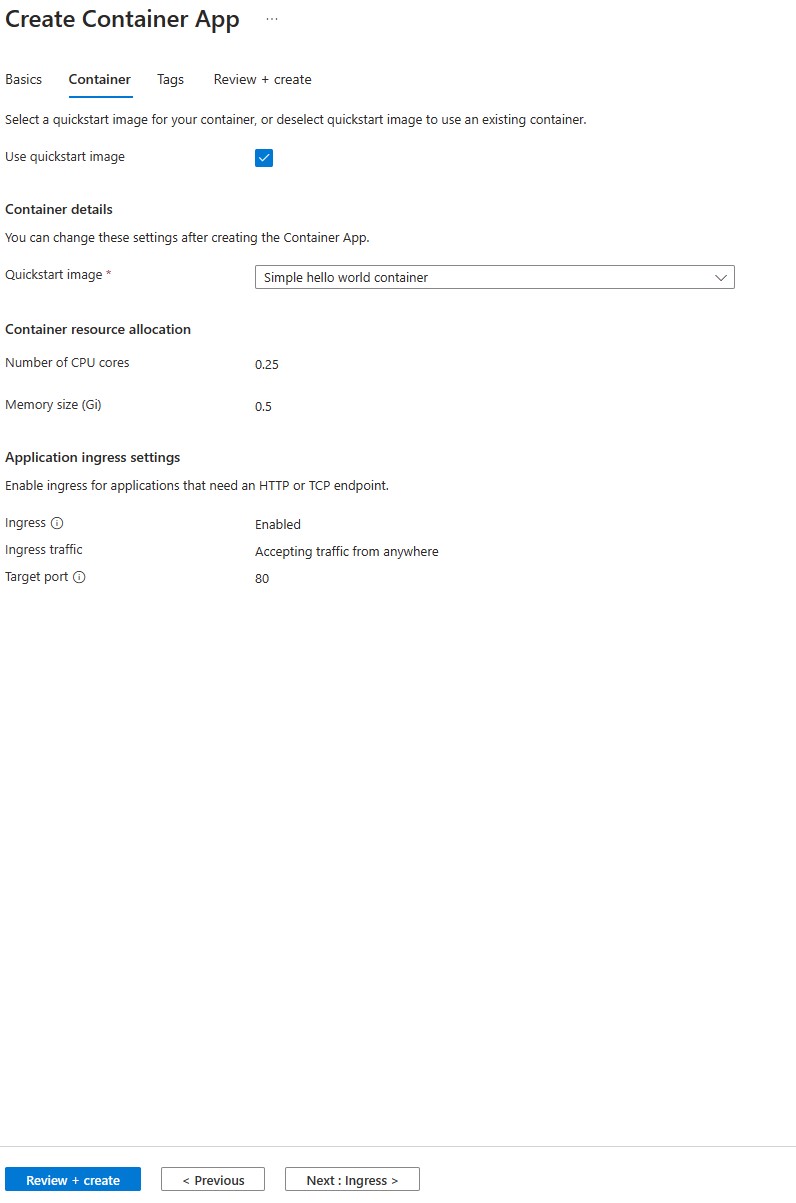 Create Container App ...
Basics Container Tags Review + create
Select a quickstart image for your container, or deselect quickstart image to use an existing container.
Use quickstart image
Container details
You can change these settings after creating the Container App.
Quickstart image * Simple hello world container
Container resource allocation
Number of CPU cores 0.25
Memory size (Gi) 0.5
Application ingress settings
Enable ingress for applications that need an HTTP or TCP endpoint.
Ingress Enabled
Ingress traffic Accepting traffic from anywhere
Target port 80
Review + create < Previous Next : Ingress >